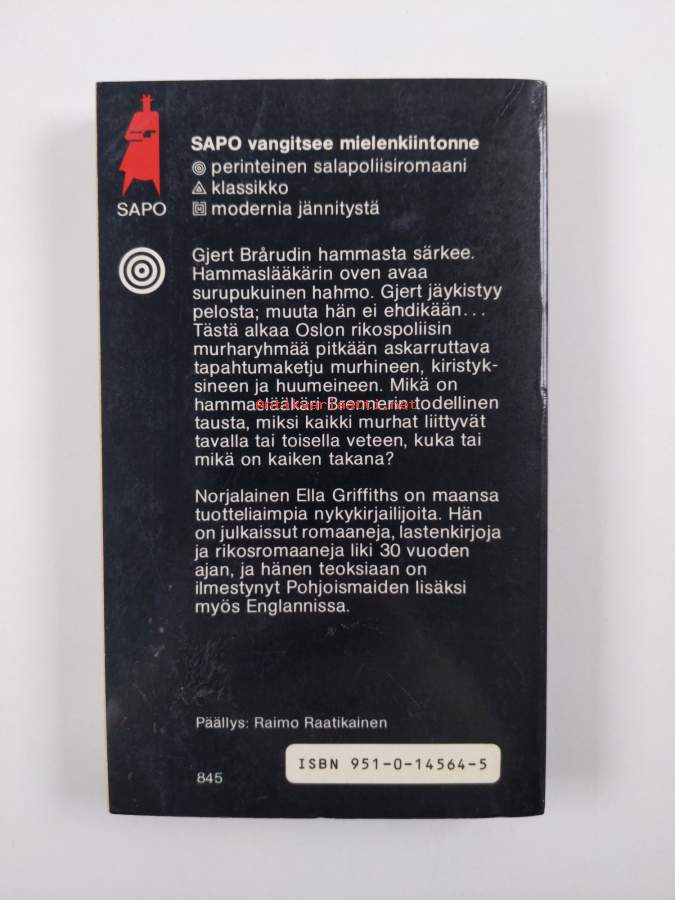 SAPO vangitsee mielenkiintonne
perinteinen salapoliisiromaani
klassikko
modernia jännitystä
SAPO
Gjert Brårudin hammasta särkee.
Hammaslääkärin oven avaa
surupukuinen hahmo. Gjert jäykistyy
pelosta; muuta hän ei ehdikään...
Tästä alkaa Oslon rikospoliisin
murharyhmää pitkään askarruttava
tapahtumaketju murhineen, kiristyk-
sineen ja huumeineen. Mikä on
hammaslääkäri Brennerin todellinen
tausta, miksi kaikki murhat liittyvät
tavalla tai toisella veteen, kuka tai
mikä on kaiken takana?
Norjalainen Ella Griffiths on maansa
tuotteliaimpia nykykirjailijoita. Hän
on julkaissut romaaneja, lastenkirjoja
ja rikosromaaneja liki 30 vuoden
ajan, ja hänen teoksiaan on
ilmestynyt Pohjoismaiden lisäksi
myös Englannissa.
Päällys: Raimo Raatikainen
ISBN 951-0-14564-5
845